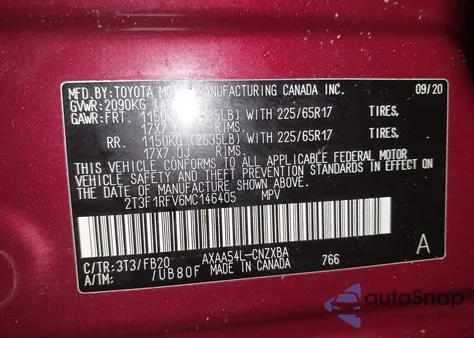 MFD. BY: TOYOTA MOTOR MANUFACTURING CANADA INC. 09/20
GVWR: 2090KG
GAWR: FRT. 1150KG (2535LB) WITH 225/65R17 TIRES,
17X7.0J RIMS,
RR. 1150KG (2535LB) WITH 225/65R17 TIRES,
17X7.0J RIMS,
THIS VEHICLE CONFORMS TO ALL APPLICABLE FEDERAL MOTOR
VEHICLE SAFETY AND THEFT PREVENTION STANDARDS IN EFFECT ON
THE DATE OF MANUFACTURE SHOWN ABOVE.
2T3F1RFV6MC146405 MPV
C/TR: 3T3/FB20 AXAA54L-CNZXBA A
A/TM: /UB80F MADE IN CANADA 766
autoSnap